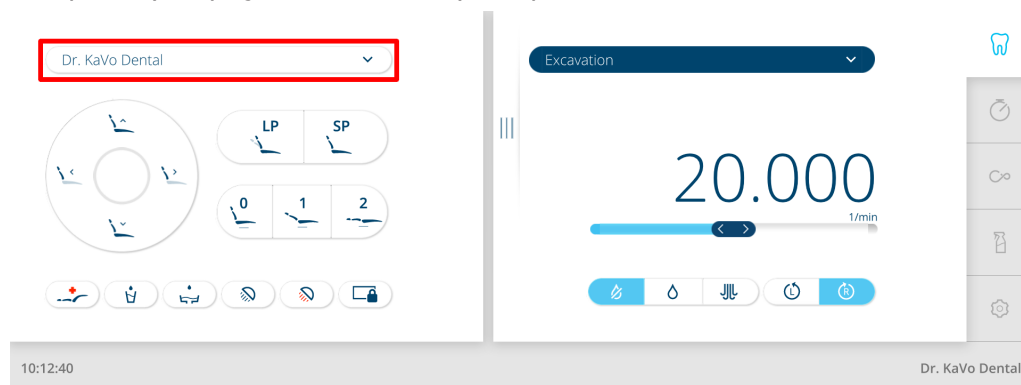 Dr. KaVo Dental
LP SP
0 1 2
Excavation
20.000
1/min
L R
10:12:40
Dr. KaVo Dental